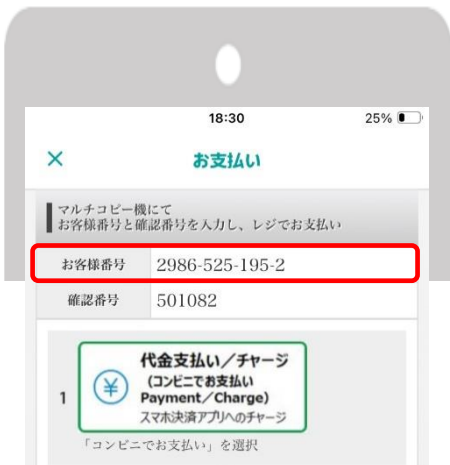 18:30
25%
×
お支払い
マルチコピー機にて
お客様番号と確認番号を入力し、レジでお支払い
お客様番号 2986-525-195-2
確認番号 501082
1
¥
代金支払い／チャージ
(コンビニでお支払い
Payment／Charge)
スマホ決済アプリへのチャージ
「コンビニでお支払い」を選択